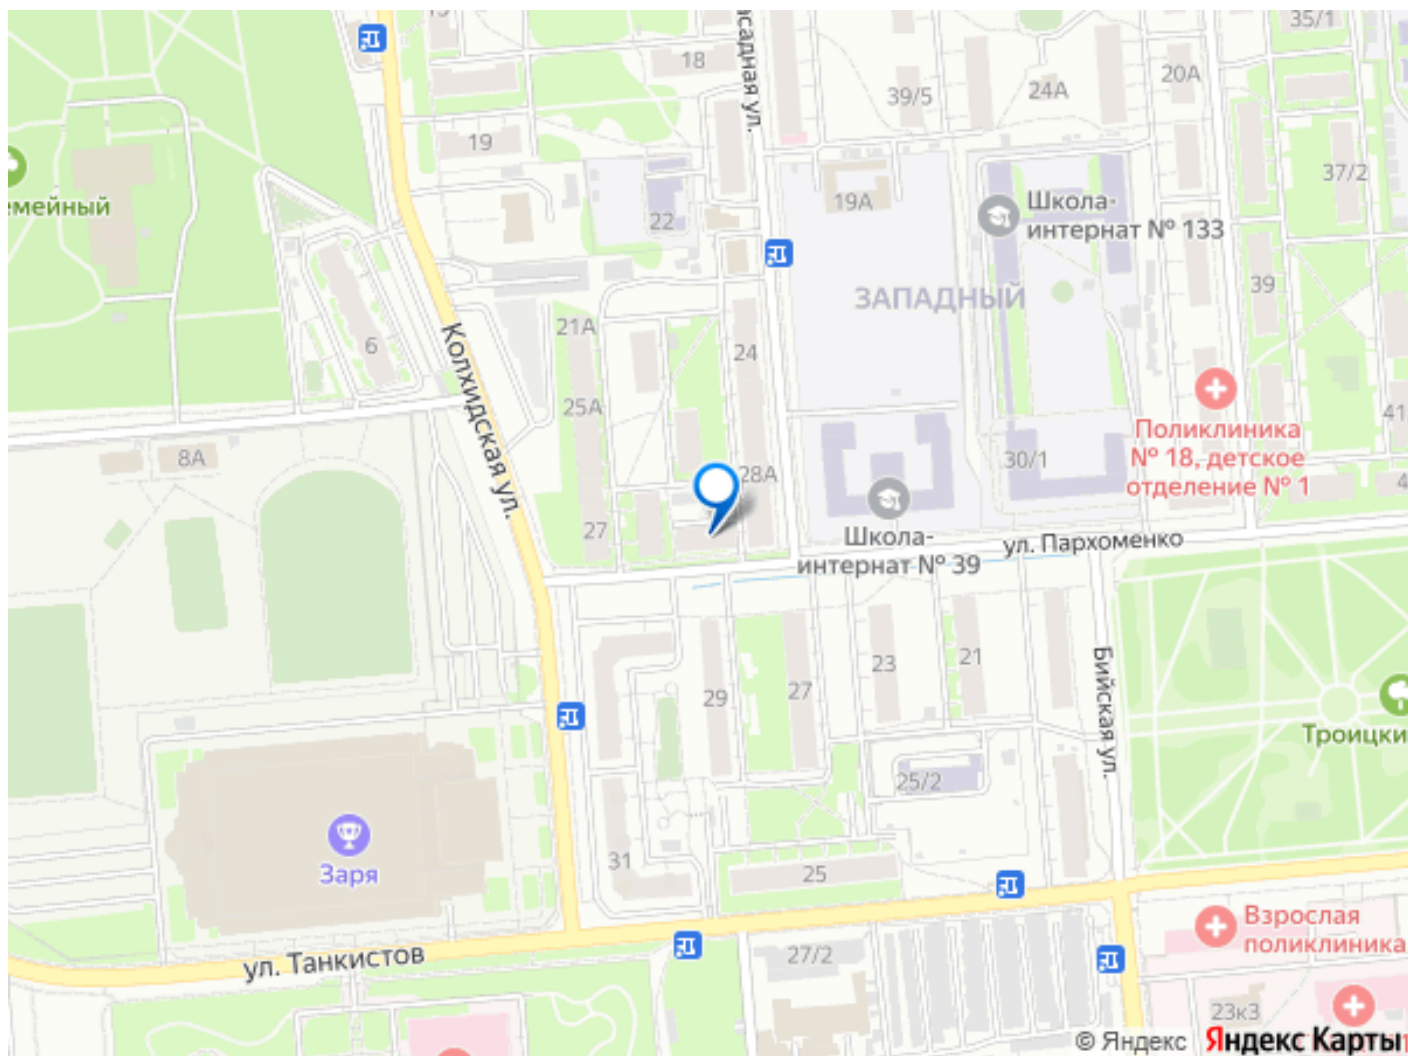 35/1
18
20А
24А
39/5
садная ул.
19
37/2
19А
22
Школа-
интернат № 133
емейный
39
ЗАПАДНЫЙ
21А
24
6
Колхидская ул.
25А
41
Поликлиника
№ 18, детское
отделение № 1
8А
30/1
28А
27
Школа-
интернат № 39
ул. Пархоменко
23
21
Бийская ул.
29
27
Троицки
25/2
31
25
Заря
Взрослая
поликлиника
ул. Танкистов
27/2
23к3
© Яндекс Яндекс Карты